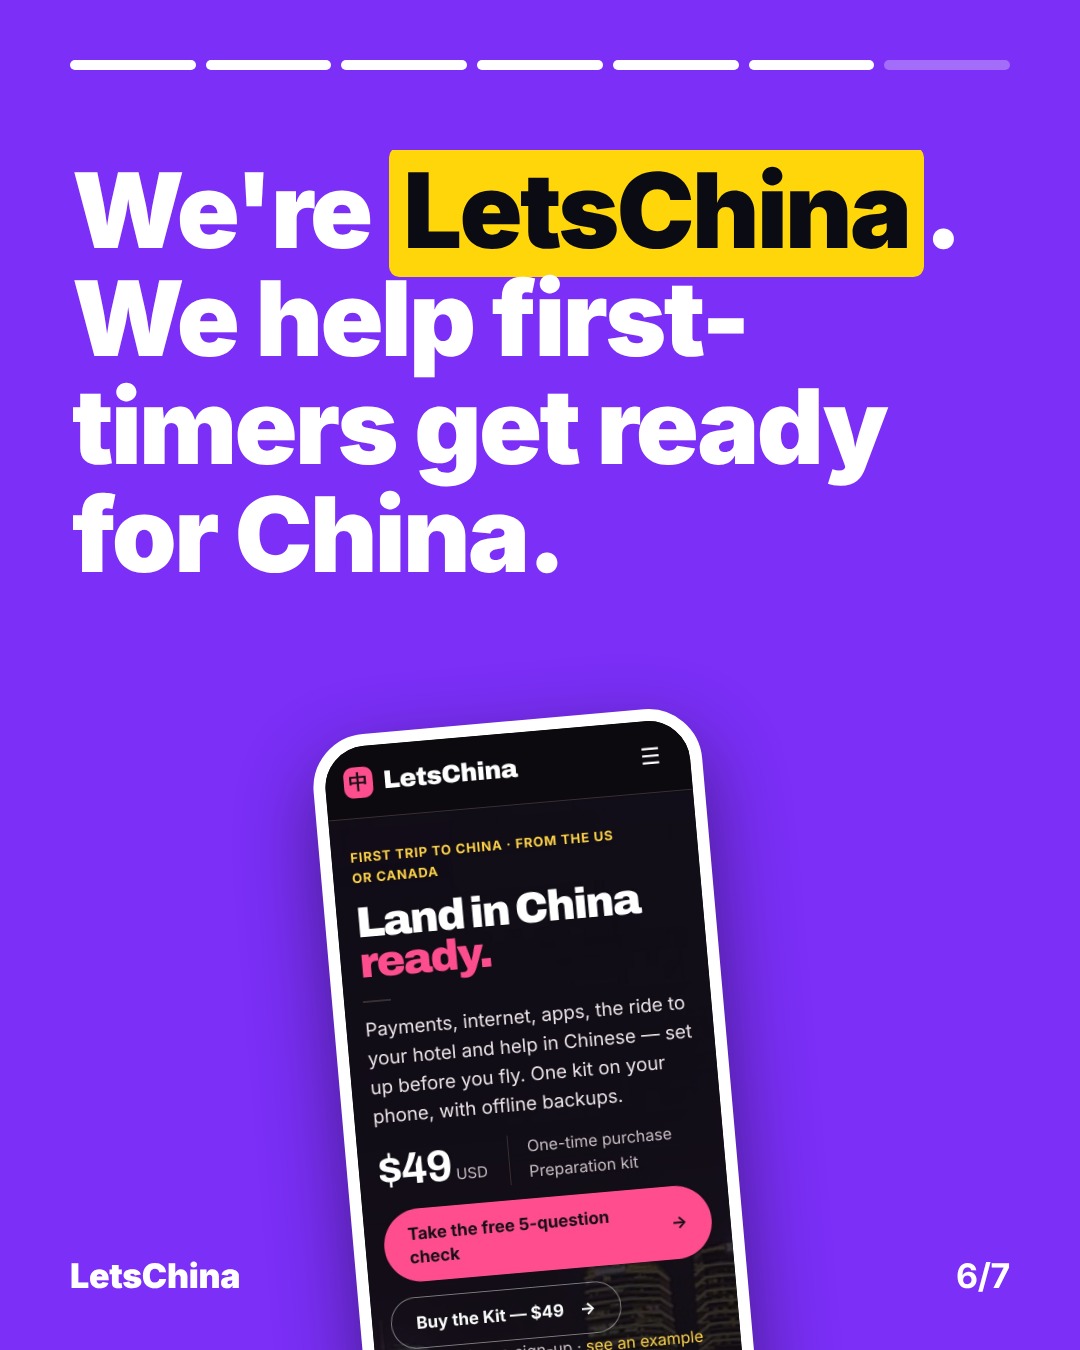 We're LetsChina.
We help first-
timers get ready
for China.
中 LetsChina
FIRST TRIP TO CHINA · FROM THE US
OR CANADA
Land in China
ready.
Payments, internet, apps, the ride to
your hotel and help in Chinese — set
up before you fly. One kit on your
phone, with offline backups.
$49 USD
One-time purchase
Preparation kit
Take the free 5-question
check →
Buy the Kit — $49 →
sign-up · see an example
LetsChina
6/7